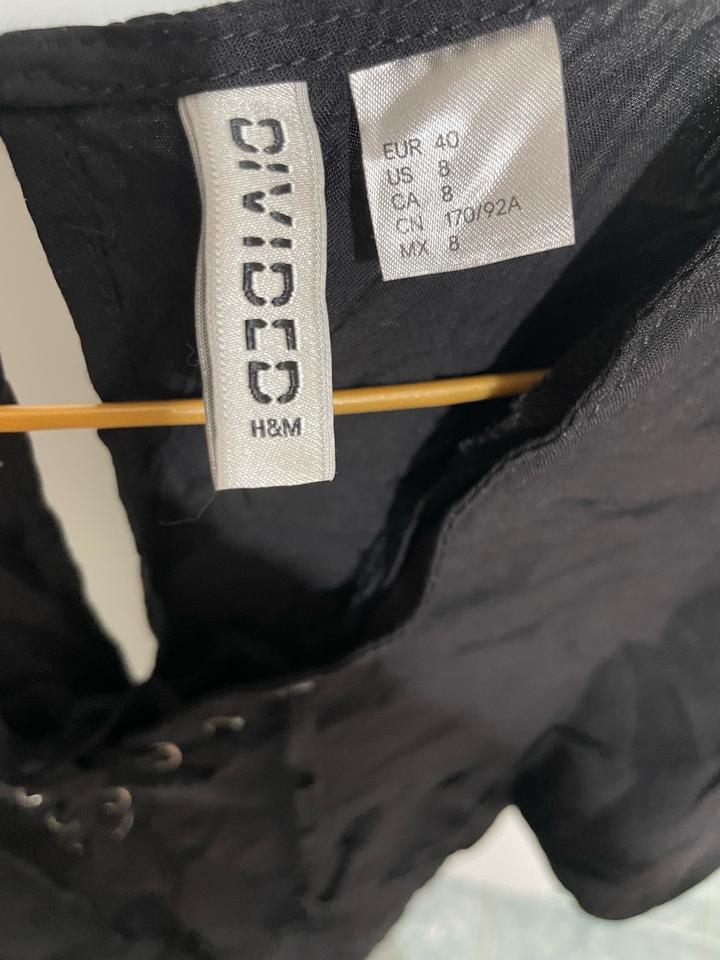 DIVIDED
H&M
EUR 40
US 8
CA 8
CN 170/92A
MX 8